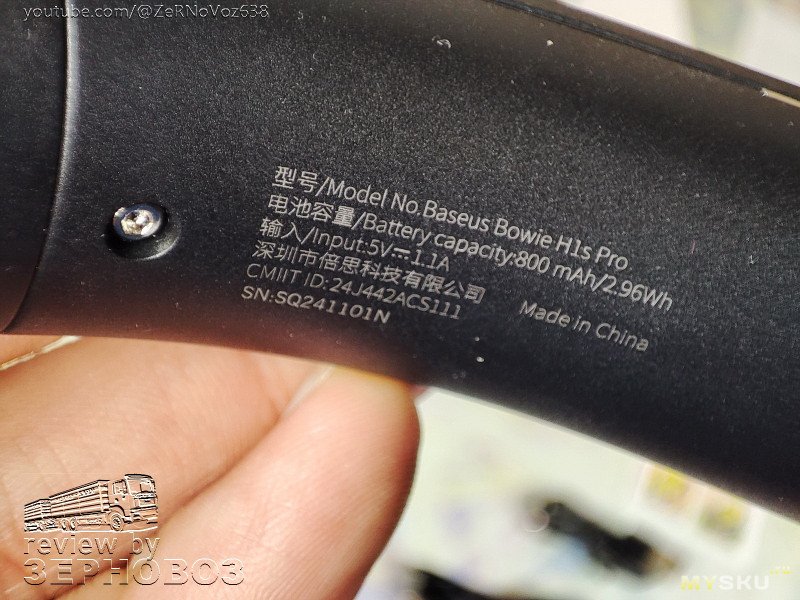 youtube.com/@ZeRNoVoz538
型号/Model No.Baseus Bowie H1s Pro
电池容量/Battery capacity:800 mAh/2.96Wh
输入/Input:5V⎓1.1A
深圳市倍思科技有限公司
CMIIT ID:24J442ACS111 Made in China
SN:SQ241101N
review by
ЗЕРНОВОЗ
MYSKU.ru